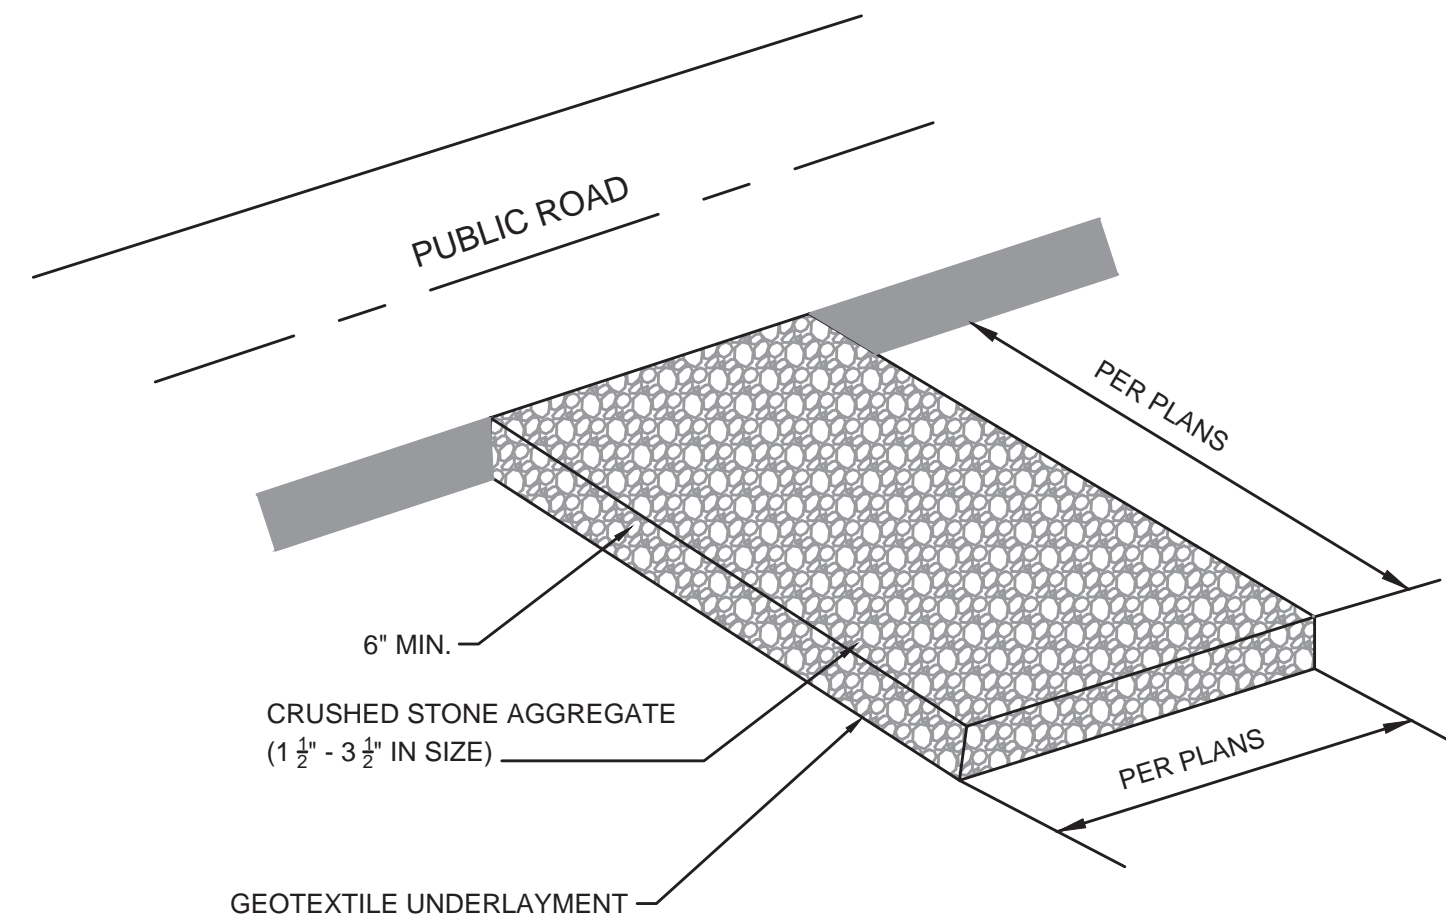 PUBLIC ROAD
PER PLANS
6" MIN.
CRUSHED STONE AGGREGATE
(1 1/2" - 3 1/2" IN SIZE)
PER PLANS
GEOTEXTILE UNDERLAYMENT